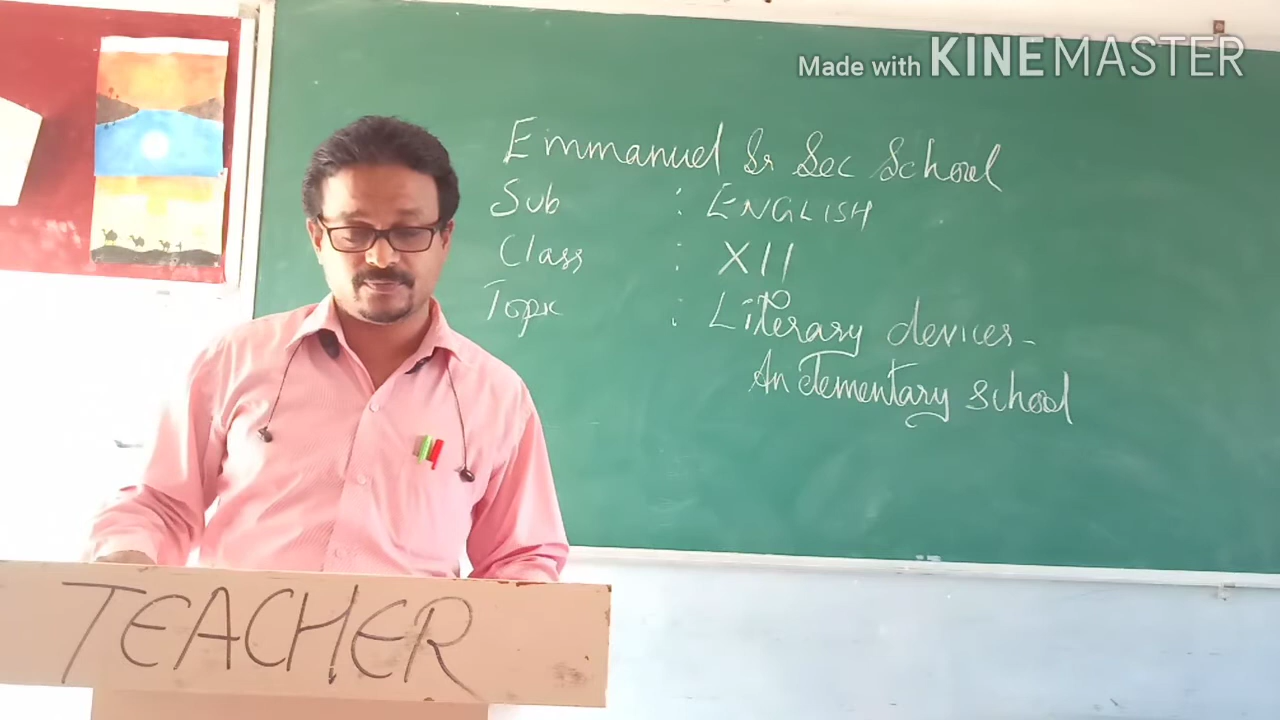 Made with KINEMASTER
Emmanuel Sr Sec School
Sub : ENGLISH
Class : XII
Topic : Literary devices-
An elementary school
TEACHER